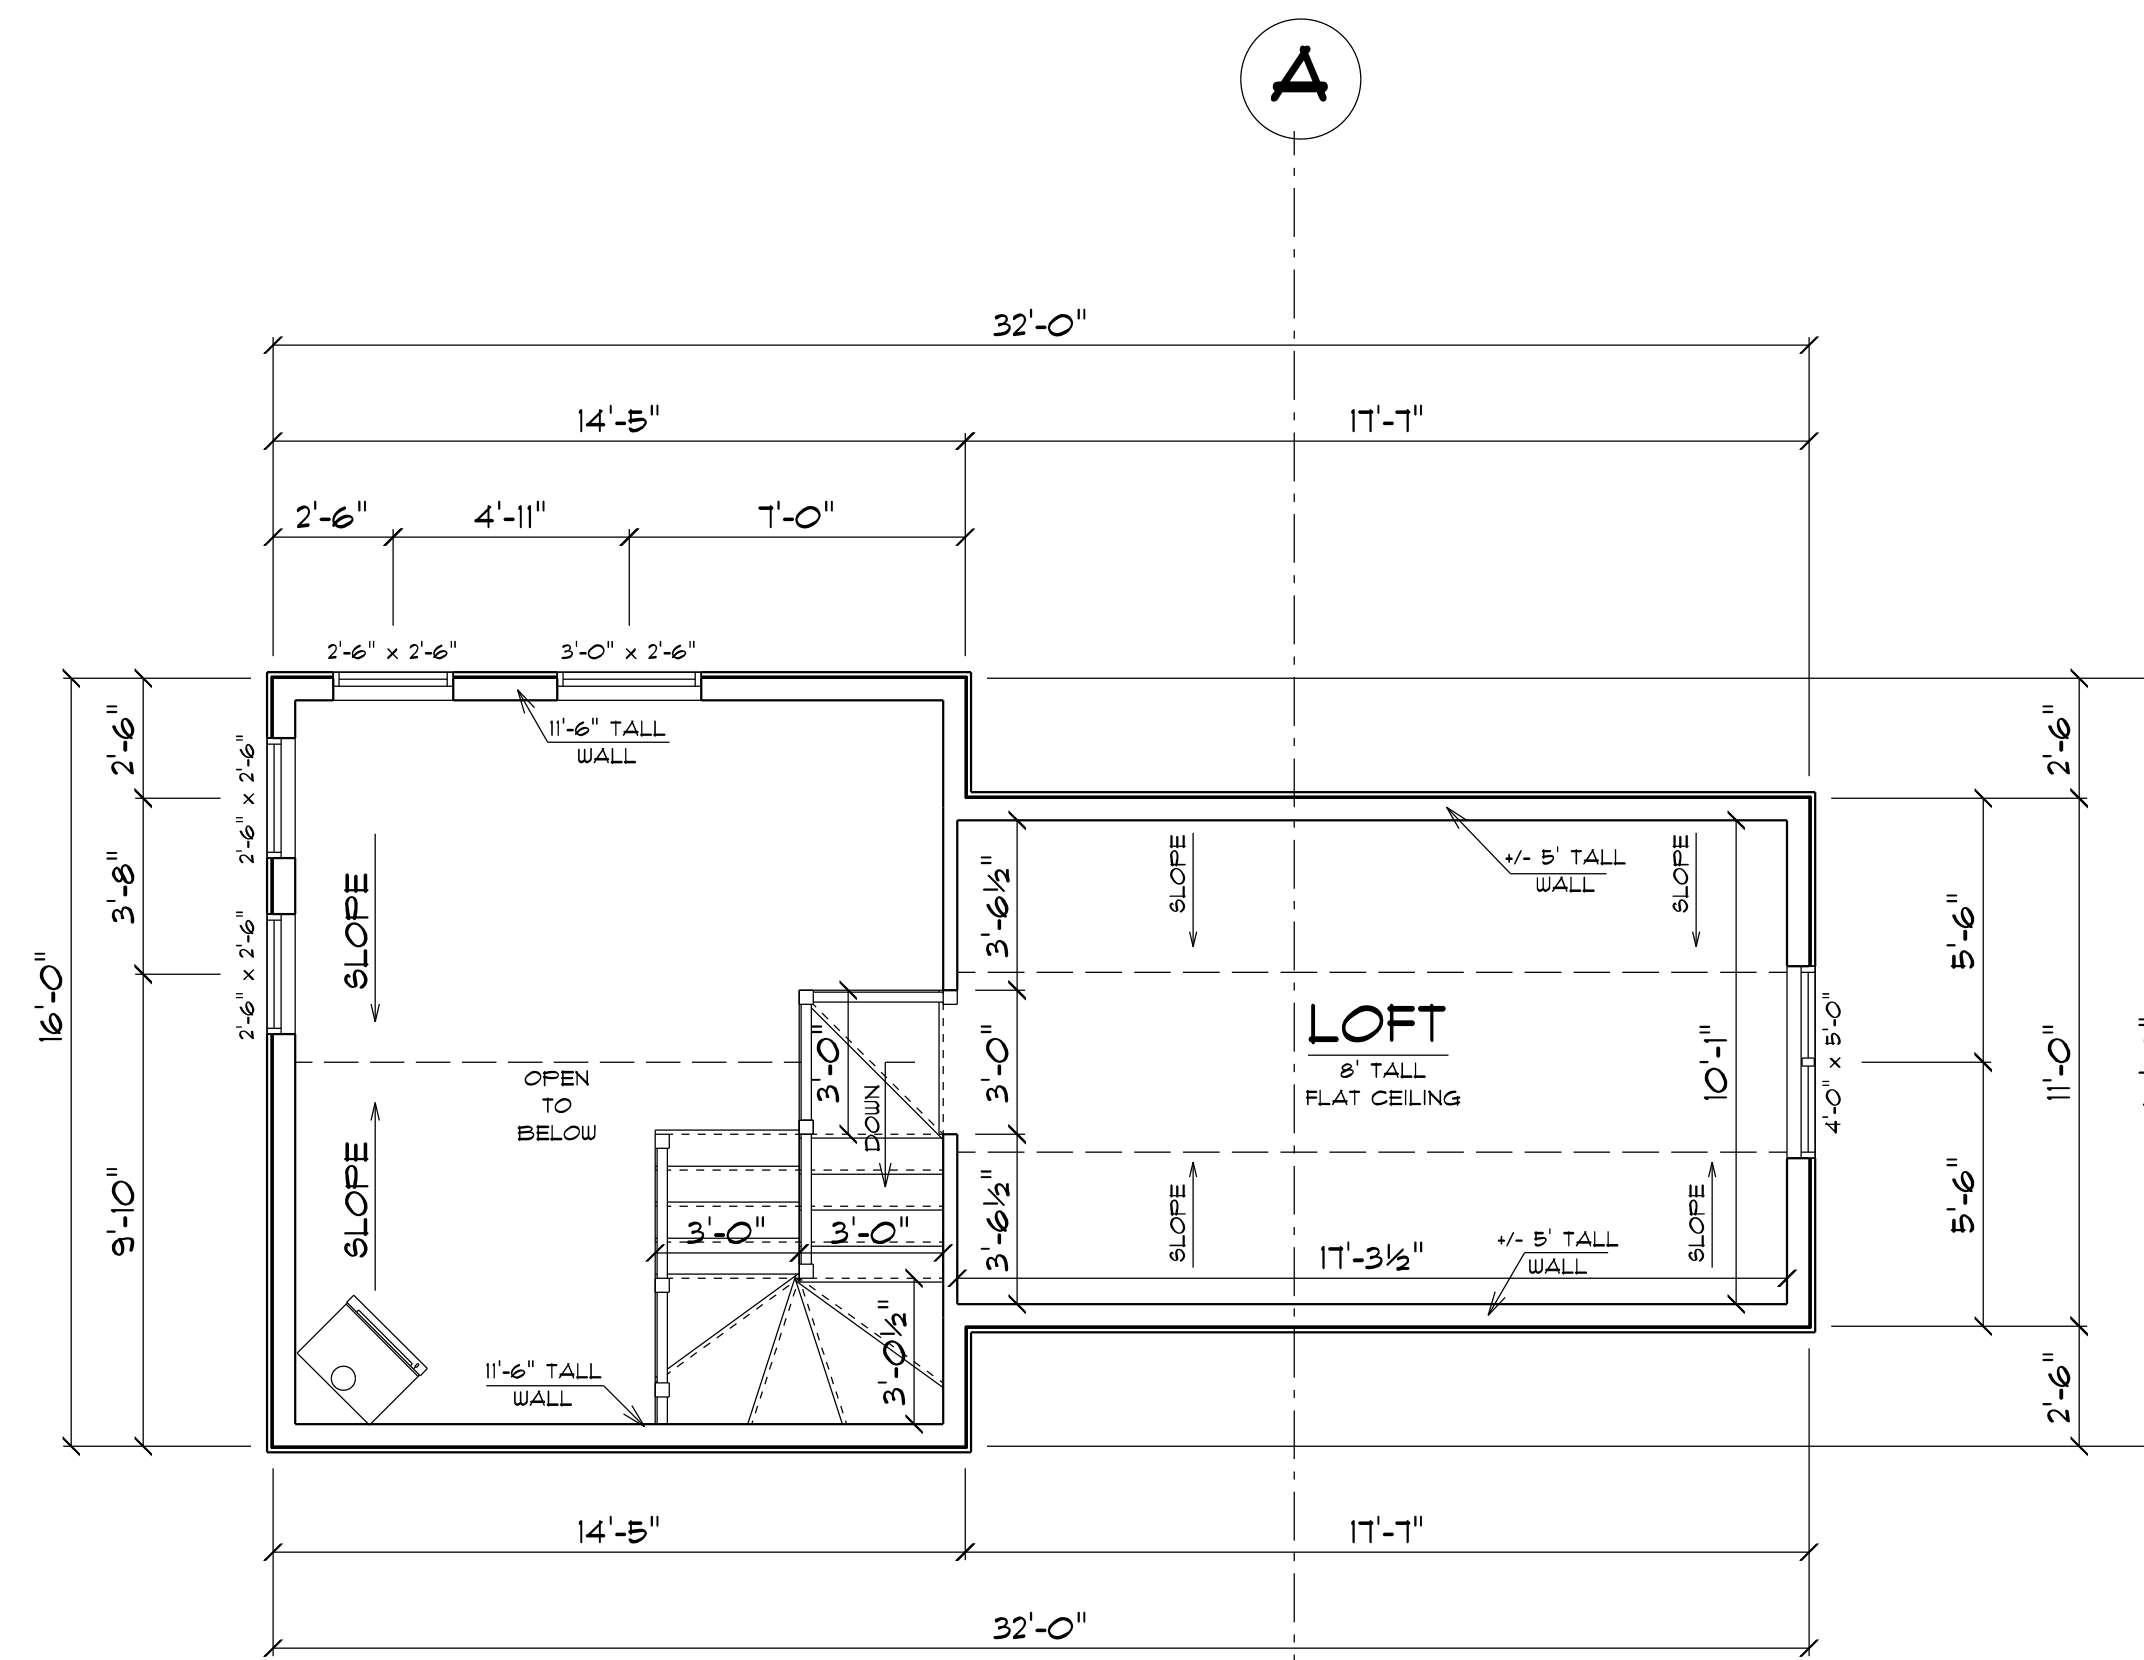 A
32'-0"
14'-5"
17'-7"
2'-6"
4'-11"
7'-0"
2'-6" x 2'-6"
3'-0" x 2'-6"
11'-6" TALL
WALL
16'-0"
2'-6"
3'-8"
9'-10"
2'-6" x 2'-6"
2'-6" x 2'-6"
SLOPE
SLOPE
OPEN
TO
BELOW
3'-0"
DOWN
3'-0"
3'-0"
3'-0½"
11'-6" TALL
WALL
3'-6½"
3'-0"
3'-6½"
SLOPE
SLOPE
+/- 5' TALL
WALL
LOFT
8' TALL
FLAT CEILING
10'-1"
SLOPE
SLOPE
17'-3½"
+/- 5' TALL
WALL
4'-0" x 5'-0"
5'-6"
5'-6"
2'-6"
11'-0"
2'-6"
14'-5"
17'-7"
32'-0"